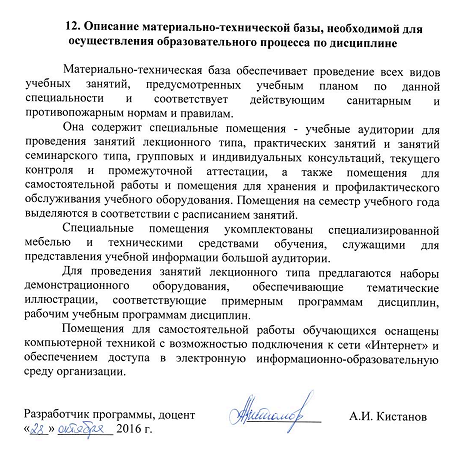 12. Описание материально-технической базы, необходимой для
осуществления образовательного процесса по дисциплине
Материально-техническая база обеспечивает проведение всех видов
учебных занятий, предусмотренных учебным планом по данной
специальности и соответствует действующим санитарным и
противопожарным нормам и правилам.
Она содержит специальные помещения - учебные аудитории для
проведения занятий лекционного типа, практических занятий и занятий
семинарского типа, групповых и индивидуальных консультаций, текущего
контроля и промежуточной аттестации, а также помещения для
самостоятельной работы и помещения для хранения и профилактического
обслуживания учебного оборудования. Помещения на семестр учебного года
выделяются в соответствии с расписанием занятий.
Специальные помещения укомплектованы специализированной
мебелью и техническими средствами обучения, служащими для
представления учебной информации большой аудитории.
Для проведения занятий лекционного типа предлагаются наборы
демонстрационного оборудования, обеспечивающие тематические
иллюстрации, соответствующие примерным программам дисциплин,
рабочим учебным программам дисциплин.
Помещения для самостоятельной работы обучающихся оснащены
компьютерной техникой с возможностью подключения к сети «Интернет» и
обеспечением доступа в электронную информационно-образовательную
среду организации.
Разработчик программы, доцент А.И. Кистанов
«22» октября 2016 г.